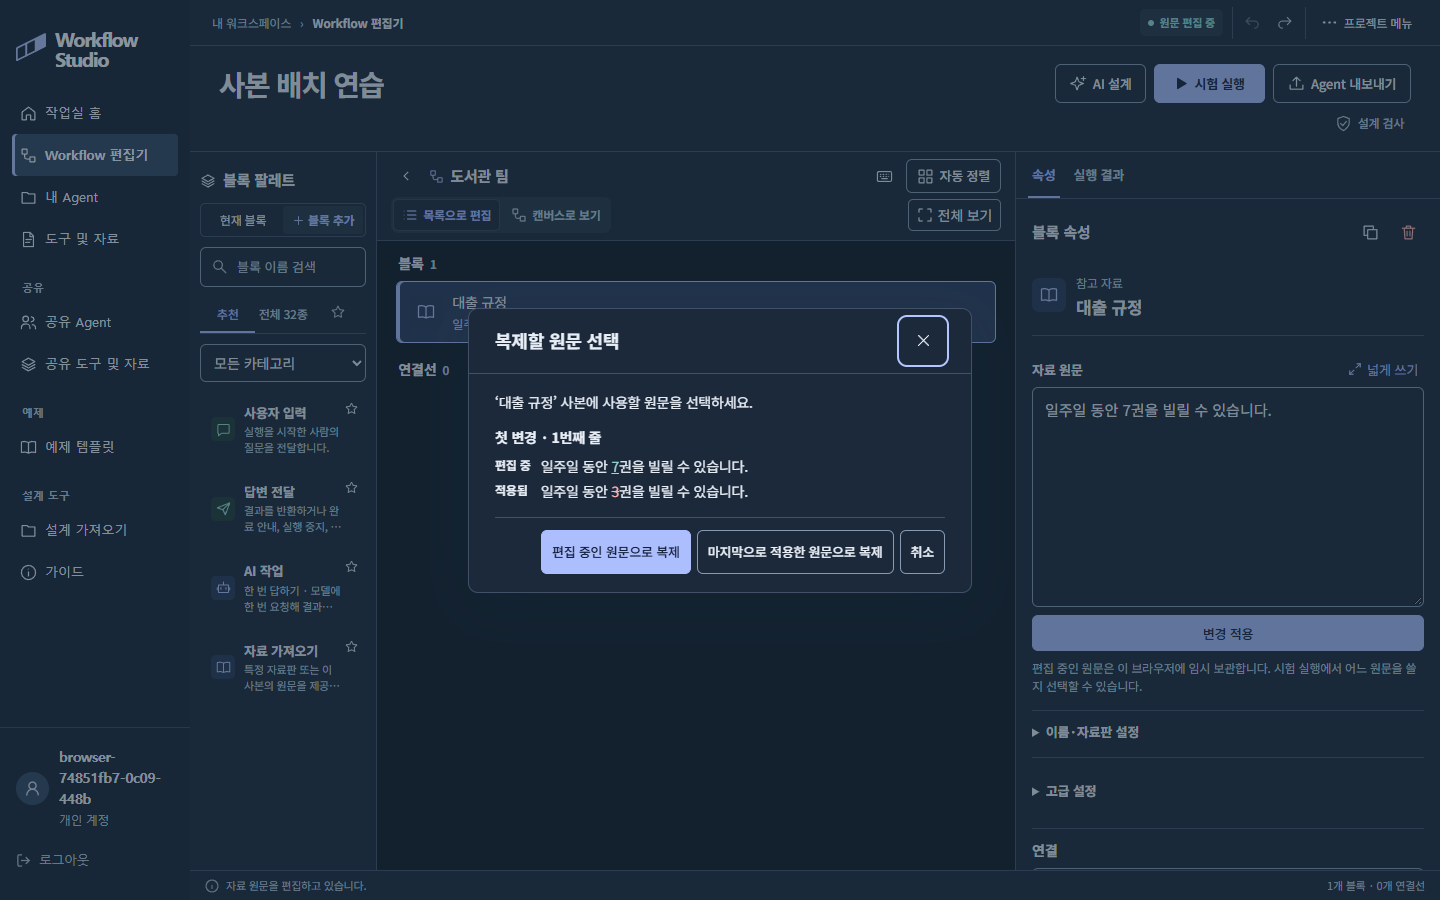 Workflow
Studio
작업실 홈
Workflow 편집기
내 Agent
도구 및 자료
공유
공유 Agent
공유 도구 및 자료
예제
예제 템플릿
설계 도구
설계 가져오기
가이드
browser-
74851fb7-0c09-
448b
개인 계정
로그아웃
내 워크스페이스 › Workflow 편집기
원문 편집 중
프로젝트 메뉴
사본 배치 연습
AI 설계
시험 실행
Agent 내보내기
설계 검사
블록 팔레트
현재 블록
블록 추가
블록 이름 검색
추천
전체 32종
모든 카테고리
사용자 입력
실행을 시작한 사람의
질문을 전달합니다.
답변 전달
결과를 반환하거나 완
료 안내, 실행 중지, …
AI 작업
한 번 답하기 · 모델에
한 번 요청해 결과…
자료 가져오기
특정 자료판 또는 이
사본의 원문을 제공…
도서관 팀
자동 정렬
목록으로 편집
캔버스로 보기
전체 보기
블록 1
대출 규정
연결선 0
복제할 원문 선택
‘대출 규정’ 사본에 사용할 원문을 선택하세요.
첫 변경 · 1번째 줄
편집 중 일주일 동안 7권을 빌릴 수 있습니다.
적용됨 일주일 동안 3권을 빌릴 수 있습니다.
편집 중인 원문으로 복제
마지막으로 적용한 원문으로 복제
취소
속성
실행 결과
블록 속성
참고 자료
대출 규정
자료 원문
넓게 쓰기
일주일 동안 7권을 빌릴 수 있습니다.
변경 적용
편집 중인 원문은 이 브라우저에 임시 보관합니다. 시험 실행에서 어느 원문을 쓸
지 선택할 수 있습니다.
이름·자료판 설정
고급 설정
연결
자료 원문을 편집하고 있습니다.
1개 블록 · 0개 연결선